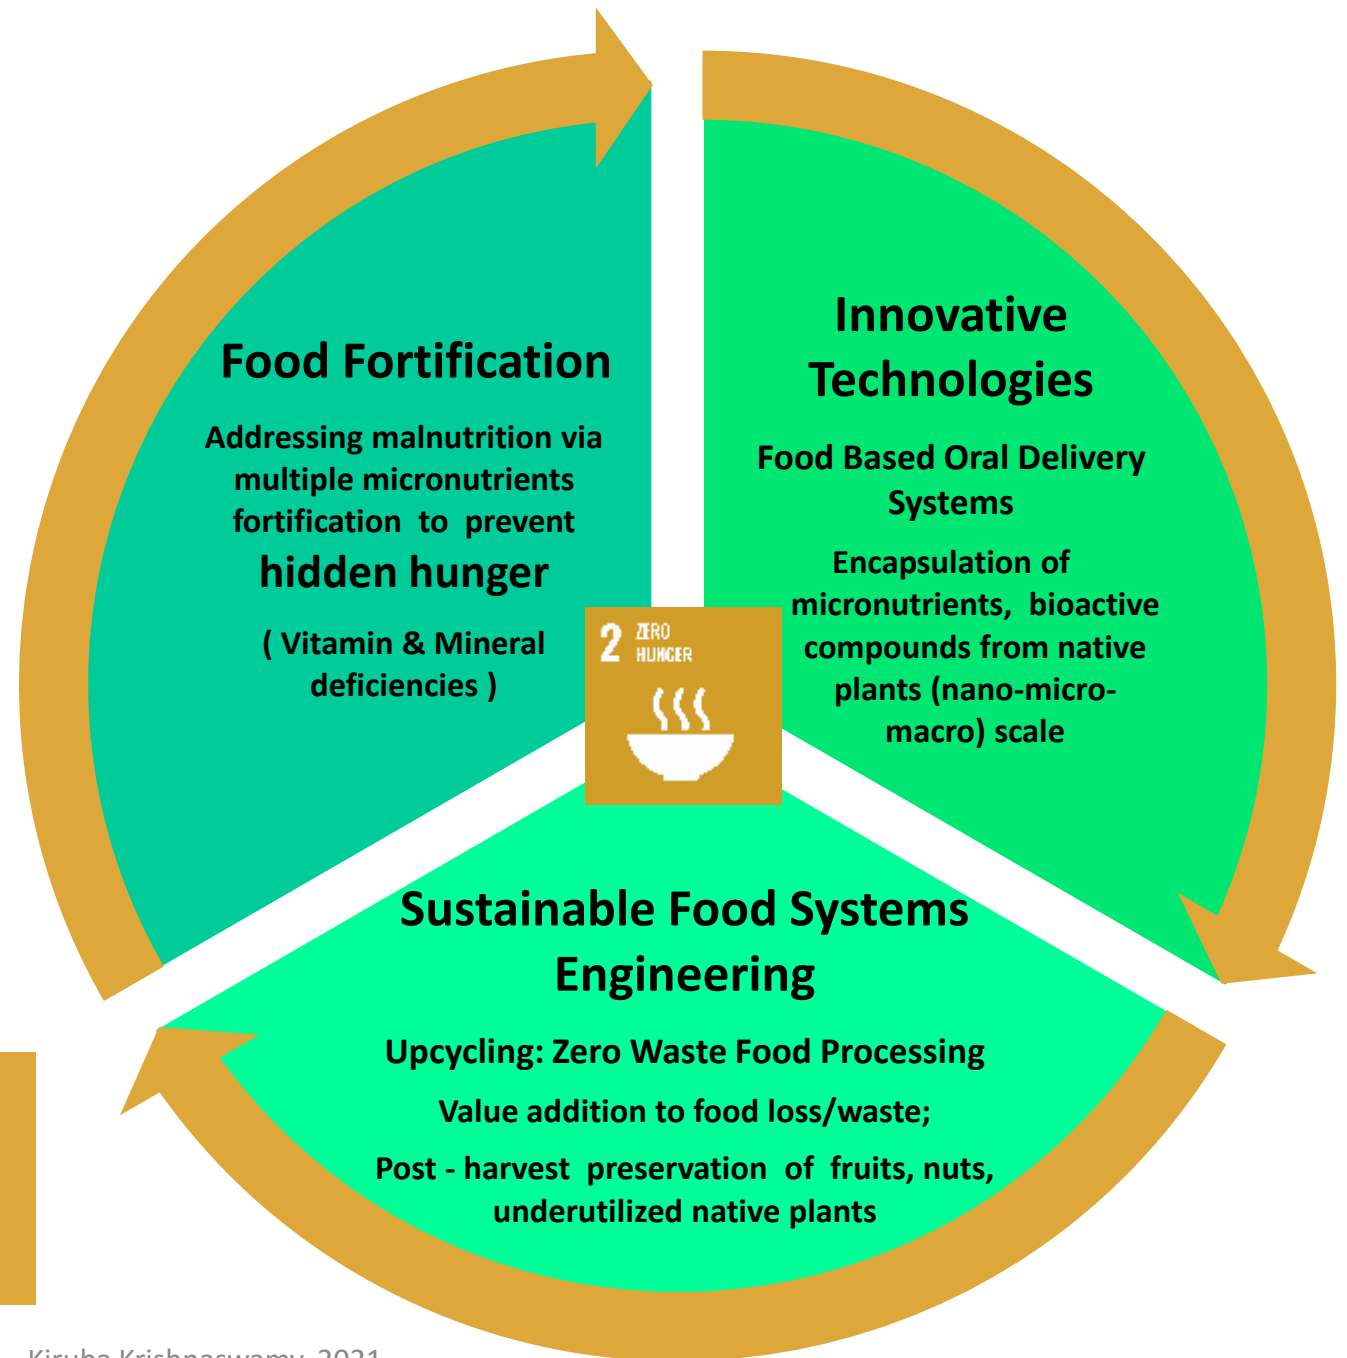 Food Fortification
Addressing malnutrition via
multiple micronutrients
fortification to prevent
hidden hunger
( Vitamin & Mineral
deficiencies )
Innovative
Technologies
Food Based Oral Delivery
Systems
Encapsulation of
micronutrients, bioactive
compounds from native
plants (nano-micro-
macro) scale
2 ZERO
HUNGER
Sustainable Food Systems
Engineering
Upcycling: Zero Waste Food Processing
Value addition to food loss/waste;
Post - harvest preservation of fruits, nuts,
underutilized native plants
Kiruba Krishnaswamy, 2021